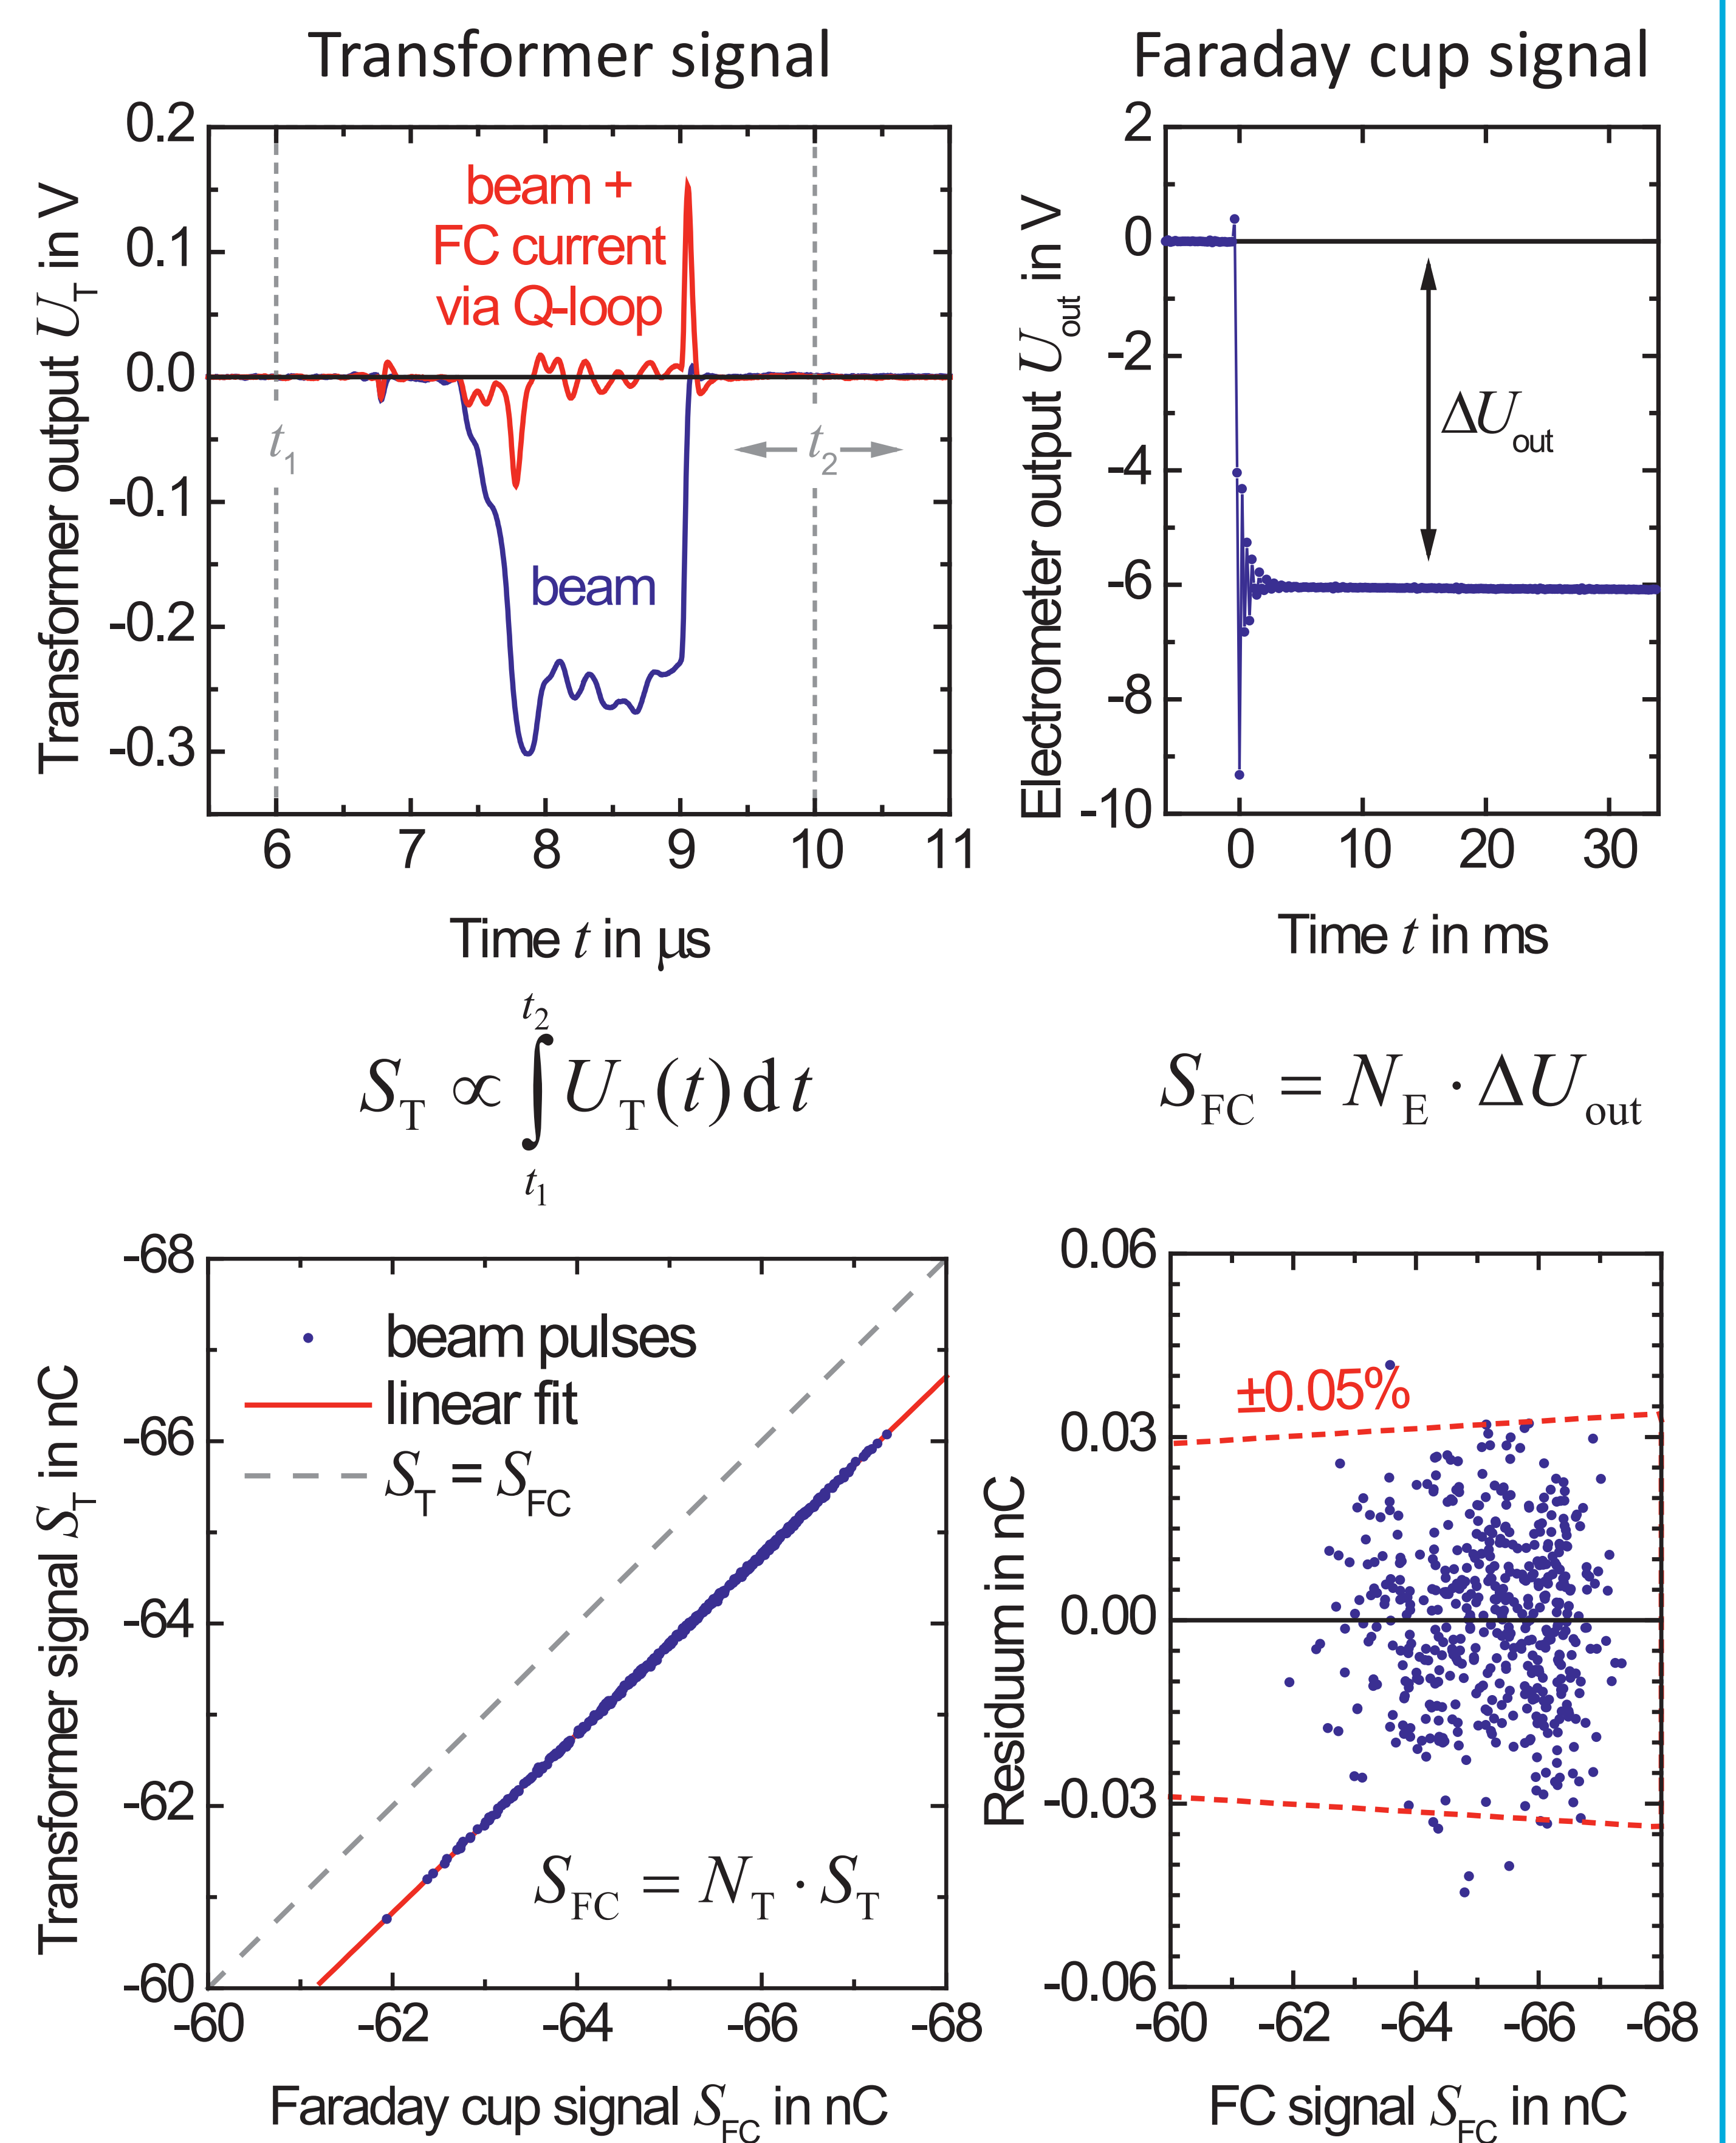 Transformer signal
Faraday cup signal
Transformer output U_T in V
0.2
0.1
0.0
-0.1
-0.2
-0.3
beam +
FC current
via Q-loop
t_1
t_2
beam
6 7 8 9 10 11
Time t in µs
Electrometer output U_out in V
2
0
-2
-4
-6
-8
-10
ΔU_out
0 10 20 30
Time t in ms
S_T ∝ ∫_{t_1}^{t_2} U_T(t) d t
S_FC = N_E · ΔU_out
Transformer signal S_T in nC
-68
-66
-64
-62
-60
beam pulses
linear fit
S_T = S_FC
S_FC = N_T · S_T
-60 -62 -64 -66 -68
Faraday cup signal S_FC in nC
Residuum in nC
0.06
0.03
0.00
-0.03
-0.06
±0.05%
-60 -62 -64 -66 -68
FC signal S_FC in nC